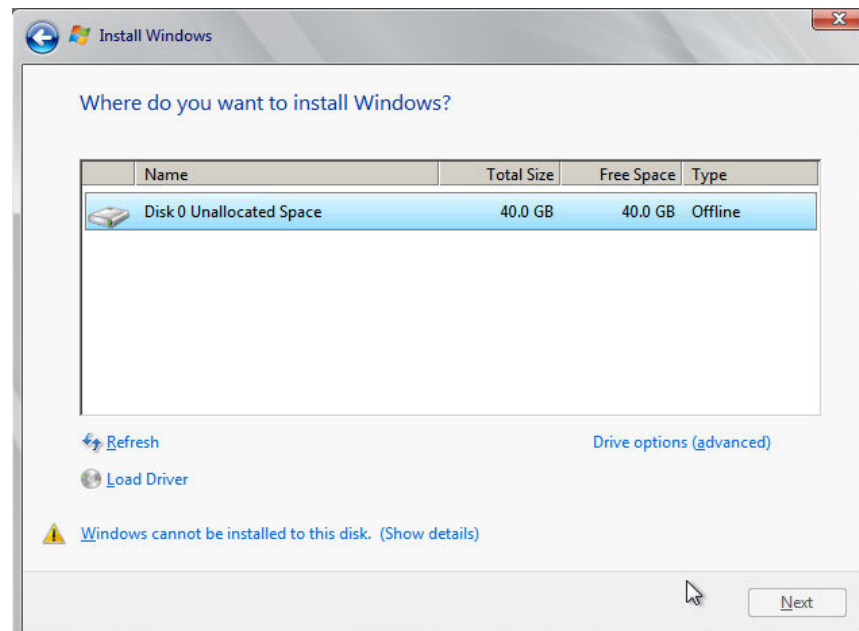 Install Windows
Where do you want to install Windows?
Name Total Size Free Space Type
Disk 0 Unallocated Space 40.0 GB 40.0 GB Offline
Refresh Drive options (advanced)
Load Driver
Windows cannot be installed to this disk. (Show details)
Next